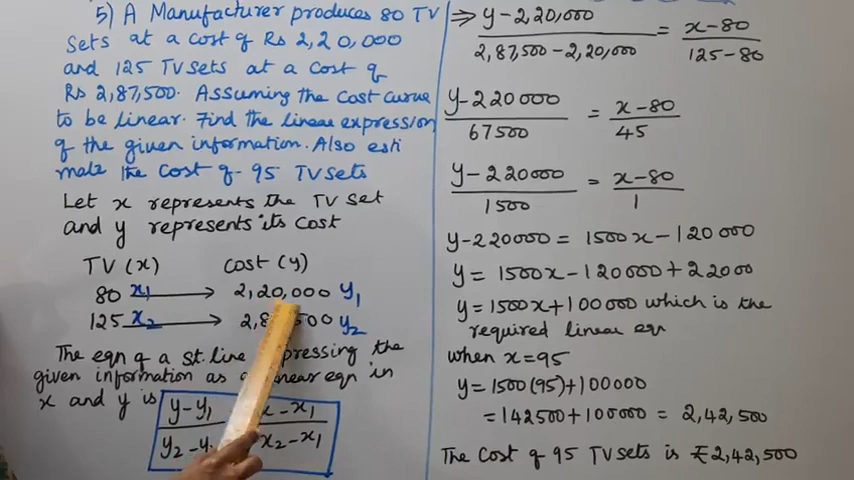 5) A Manufacturer produces 80 TV
Sets at a cost of Rs 2,20,000
and 125 TV sets at a cost of
Rs 2,87,500. Assuming the cost curve
to be linear. Find the linear expression
of the given information. Also esti
mate the cost of 95 TV sets
Let x represents the TV set
and y represents its cost
TV (x) Cost (y)
80 x₁ → 2,20,000 y₁
125 x₂ → 2,8 500 y₂
The eqn of a st. line pressing the
given information as a near eqn in
x and y is
y-y₁ x-x₁
y₂-y x₂-x₁
⇒ y-2,20,000 / 2,87,500-2,20,000 = x-80 / 125-80
y-220000 / 67500 = x-80 / 45
y-220000 / 1500 = x-80 / 1
y-220000 = 1500x-120000
y = 1500x-120000+220000
y = 1500x+100000 which is the
required linear eqn
when x=95
y = 1500(95)+100000
= 142500+100000 = 2,42,500
The cost of 95 TV sets is ₹2,42,500